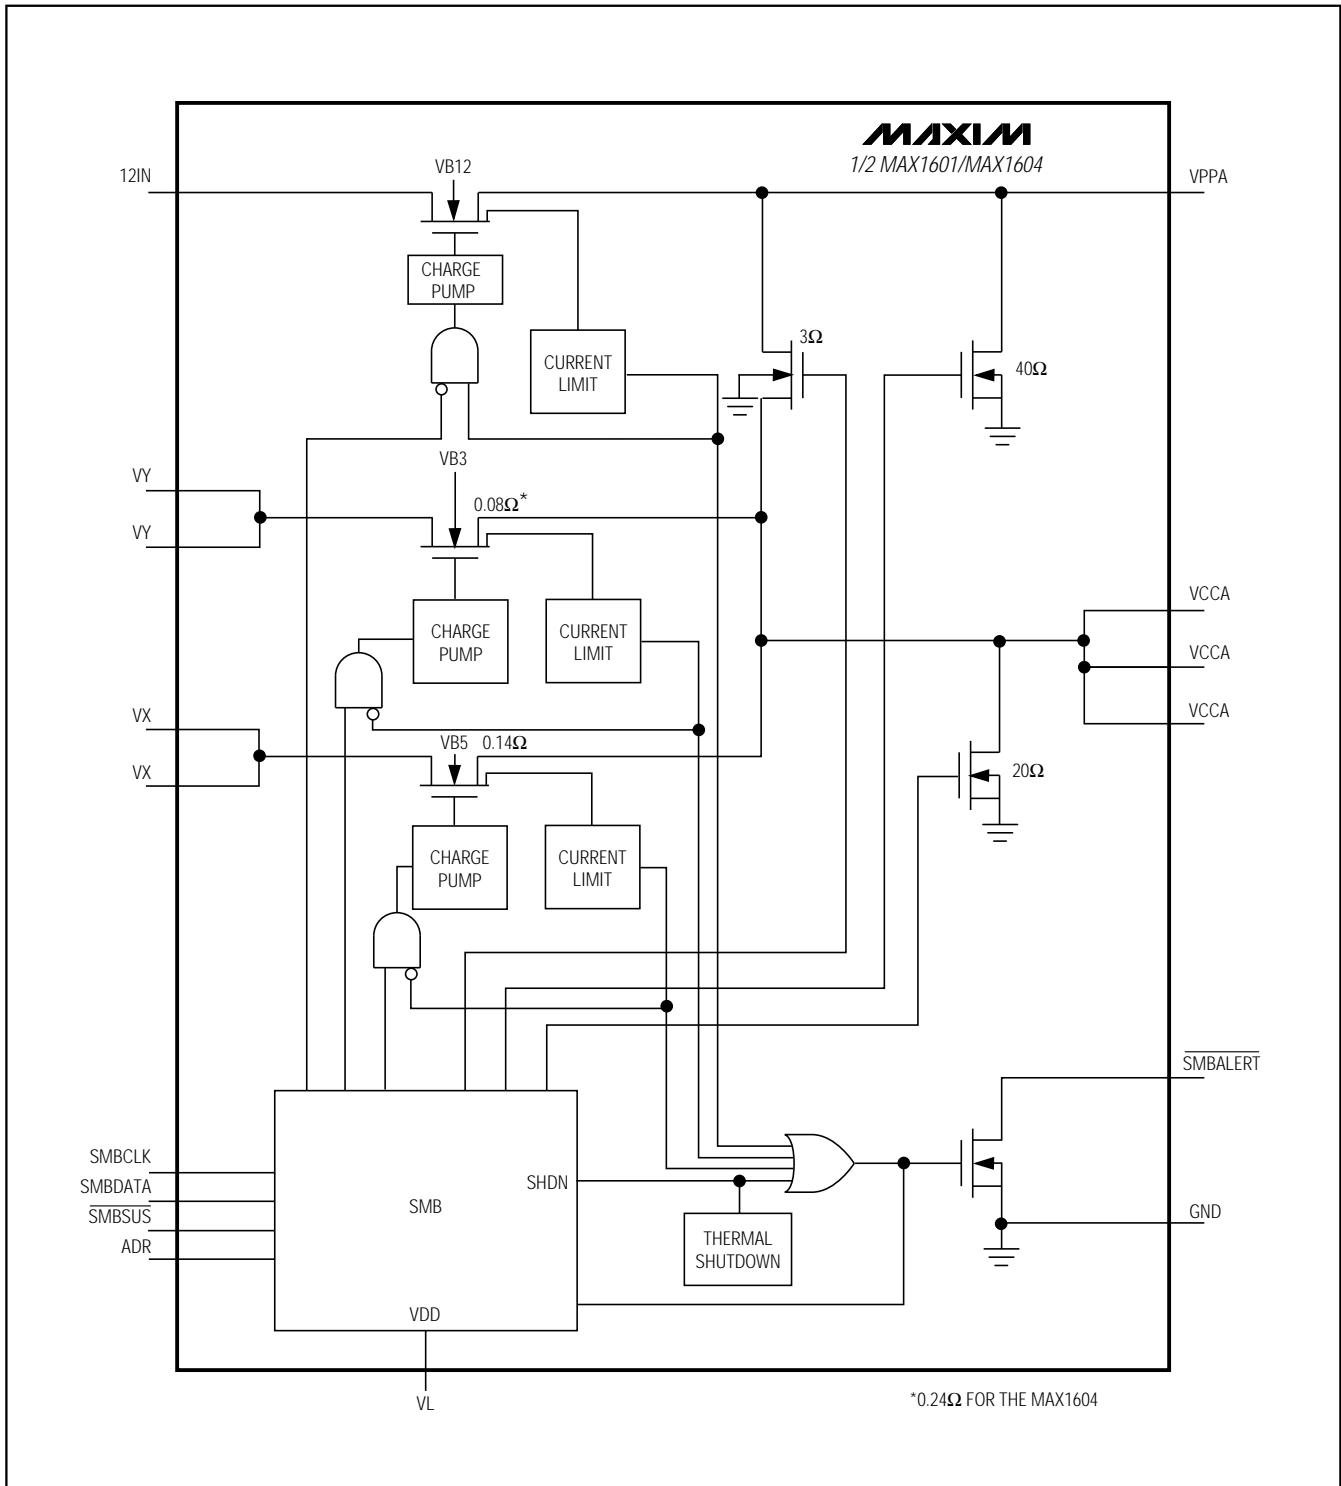 MAXIM
1/2 MAX1601/MAX1604
12IN
VB12
VPPA
CHARGE
PUMP
3Ω
CURRENT
LIMIT
40Ω
VB3
VY
0.08Ω*
VY
VCCA
CHARGE
PUMP
CURRENT
LIMIT
VCCA
VX
VCCA
VB5
0.14Ω
VX
20Ω
CHARGE
PUMP
CURRENT
LIMIT
SMBALERT
SMBCLK
SMBDATA
SMBSUS
ADR
SHDN
SMB
GND
THERMAL
SHUTDOWN
VDD
VL
*0.24Ω FOR THE MAX1604